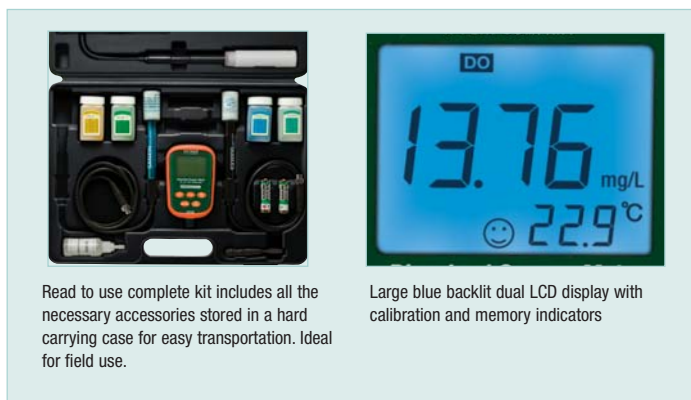 DO
13.76 mg/L
22.9 °C
Read to use complete kit includes all the
necessary accessories stored in a hard
carrying case for easy transportation. Ideal
for field use.
Large blue backlit dual LCD display with
calibration and memory indicators